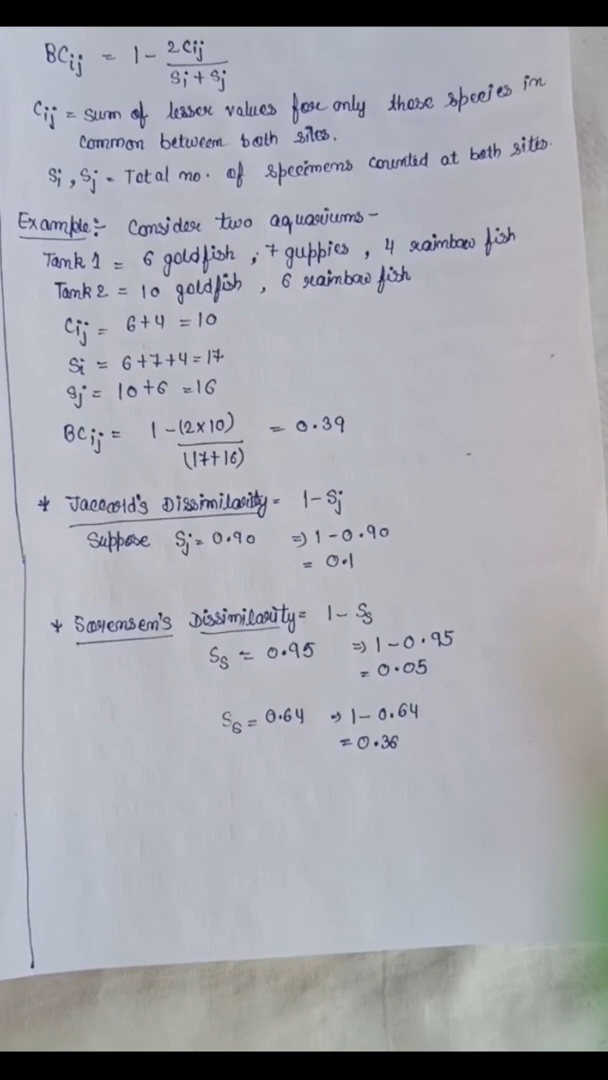 BCij = 1 - 2Cij / Si + Sj
Cij = sum of lesser values for only those species in
common between both sites.
Si, Sj = Total no. of specimens counted at both sites.
Example:- Consider two aquariums-
Tank 1 = 6 goldfish, 7 guppies, 4 rainbow fish
Tank 2 = 10 goldfish, 6 rainbow fish
Cij = 6+4 = 10
Si = 6+7+4 = 17
Sj = 10+6 = 16
BCij = 1 - (2×10) / (17+16) = 0.39
* Jaccard's Dissimilarity = 1 - Sj
Suppose Sj = 0.90 ⇒ 1 - 0.90
= 0.1
* Sorensem's Dissimilarity = 1 - Ss
Ss = 0.95 ⇒ 1 - 0.95
= 0.05
Ss = 0.64 ⇒ 1 - 0.64
= 0.36